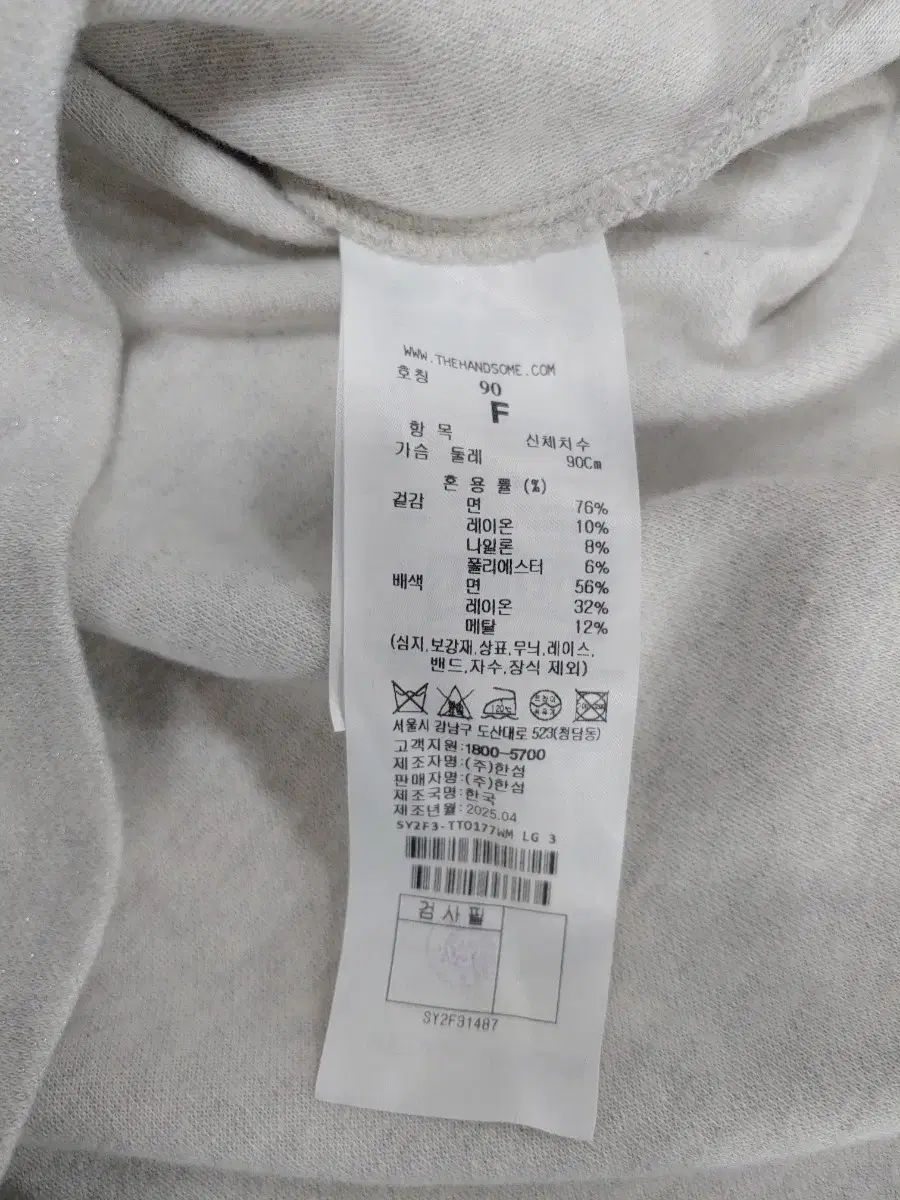 WWW.THEHANDSOME.COM
호칭 90
F
항 목 신체치수
가슴 둘레 90Cm
혼 용 률 (%)
겉감 면 76%
레이온 10%
나일론 8%
폴리에스터 6%
배색 면 56%
레이온 32%
메탈 12%
(심지,보강재,상표,무늬,레이스,
밴드,자수,장식 제외)
120℃
서울시 강남구 도산대로 523(청담동)
고객지원:1800-5700
제조자명:(주)한섬
판매자명:(주)한섬
제조국명:한국
제조년월:2025.04
SY2F3-TTO177WM LG 3
검 사 필
SY2F91487